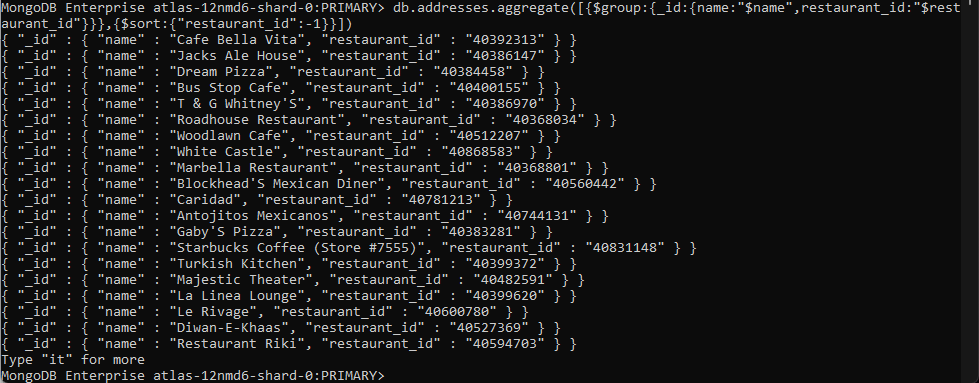 MongoDB Enterprise atlas-12nmd6-shard-0:PRIMARY> db.addresses.aggregate([{$group:{_id:{name:"$name",restaurant_id:"$rest
aurant_id"}}},{$sort:{"restaurant_id":-1}}])
{ "_id" : { "name" : "Cafe Bella Vita", "restaurant_id" : "40392313" } }
{ "_id" : { "name" : "Jacks Ale House", "restaurant_id" : "40386147" } }
{ "_id" : { "name" : "Dream Pizza", "restaurant_id" : "40384458" } }
{ "_id" : { "name" : "Bus Stop Cafe", "restaurant_id" : "40400155" } }
{ "_id" : { "name" : "T & G Whitney'S", "restaurant_id" : "40386970" } }
{ "_id" : { "name" : "Roadhouse Restaurant", "restaurant_id" : "40368034" } }
{ "_id" : { "name" : "Woodlawn Cafe", "restaurant_id" : "40512207" } }
{ "_id" : { "name" : "White Castle", "restaurant_id" : "40868583" } }
{ "_id" : { "name" : "Marbella Restaurant", "restaurant_id" : "40368801" } }
{ "_id" : { "name" : "Blockhead'S Mexican Diner", "restaurant_id" : "40560442" } }
{ "_id" : { "name" : "Caridad", "restaurant_id" : "40781213" } }
{ "_id" : { "name" : "Antojitos Mexicanos", "restaurant_id" : "40744131" } }
{ "_id" : { "name" : "Gaby'S Pizza", "restaurant_id" : "40383281" } }
{ "_id" : { "name" : "Starbucks Coffee (Store #7555)", "restaurant_id" : "40831148" } }
{ "_id" : { "name" : "Turkish Kitchen", "restaurant_id" : "40399372" } }
{ "_id" : { "name" : "Majestic Theater", "restaurant_id" : "40482591" } }
{ "_id" : { "name" : "La Linea Lounge", "restaurant_id" : "40399620" } }
{ "_id" : { "name" : "Le Rivage", "restaurant_id" : "40600780" } }
{ "_id" : { "name" : "Diwan-E-Khaas", "restaurant_id" : "40527369" } }
{ "_id" : { "name" : "Restaurant Riki", "restaurant_id" : "40594703" } }
Type "it" for more
MongoDB Enterprise atlas-12nmd6-shard-0:PRIMARY>